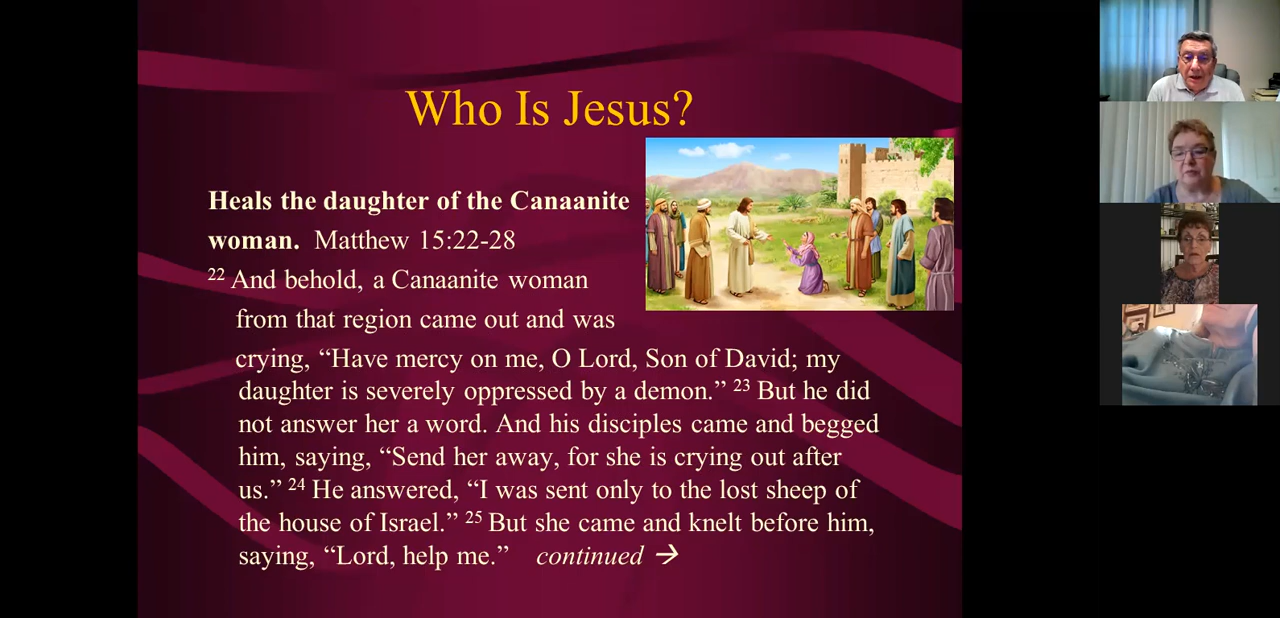 Who Is Jesus?
Heals the daughter of the Canaanite
woman. Matthew 15:22-28
22 And behold, a Canaanite woman
from that region came out and was
crying, “Have mercy on me, O Lord, Son of David; my
daughter is severely oppressed by a demon.” 23 But he did
not answer her a word. And his disciples came and begged
him, saying, “Send her away, for she is crying out after
us.” 24 He answered, “I was sent only to the lost sheep of
the house of Israel.” 25 But she came and knelt before him,
saying, “Lord, help me.” continued →